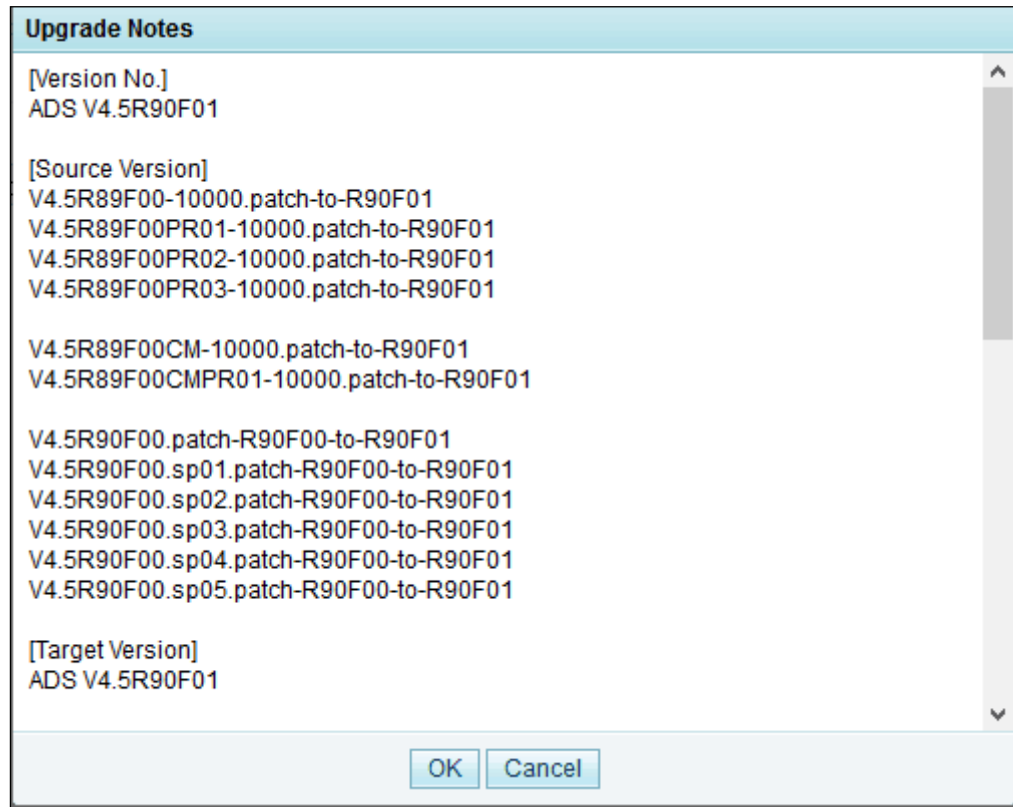 Upgrade Notes
[Version No.]
ADS V4.5R90F01
[Source Version]
V4.5R89F00-10000.patch-to-R90F01
V4.5R89F00PR01-10000.patch-to-R90F01
V4.5R89F00PR02-10000.patch-to-R90F01
V4.5R89F00PR03-10000.patch-to-R90F01
V4.5R89F00CM-10000.patch-to-R90F01
V4.5R89F00CMPR01-10000.patch-to-R90F01
V4.5R90F00.patch-R90F00-to-R90F01
V4.5R90F00.sp01.patch-R90F00-to-R90F01
V4.5R90F00.sp02.patch-R90F00-to-R90F01
V4.5R90F00.sp03.patch-R90F00-to-R90F01
V4.5R90F00.sp04.patch-R90F00-to-R90F01
V4.5R90F00.sp05.patch-R90F00-to-R90F01
[Target Version]
ADS V4.5R90F01
OK Cancel